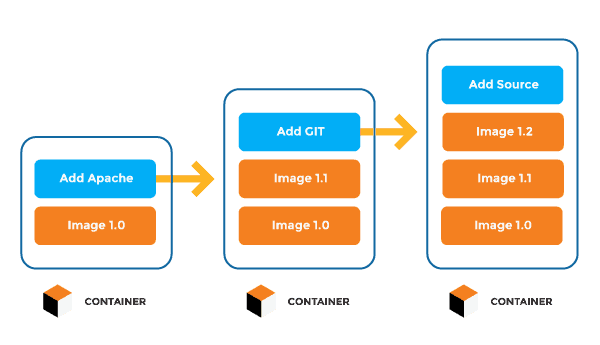 Add Apache
Image 1.0
CONTAINER
Add GIT
Image 1.1
Image 1.0
CONTAINER
Add Source
Image 1.2
Image 1.1
Image 1.0
CONTAINER